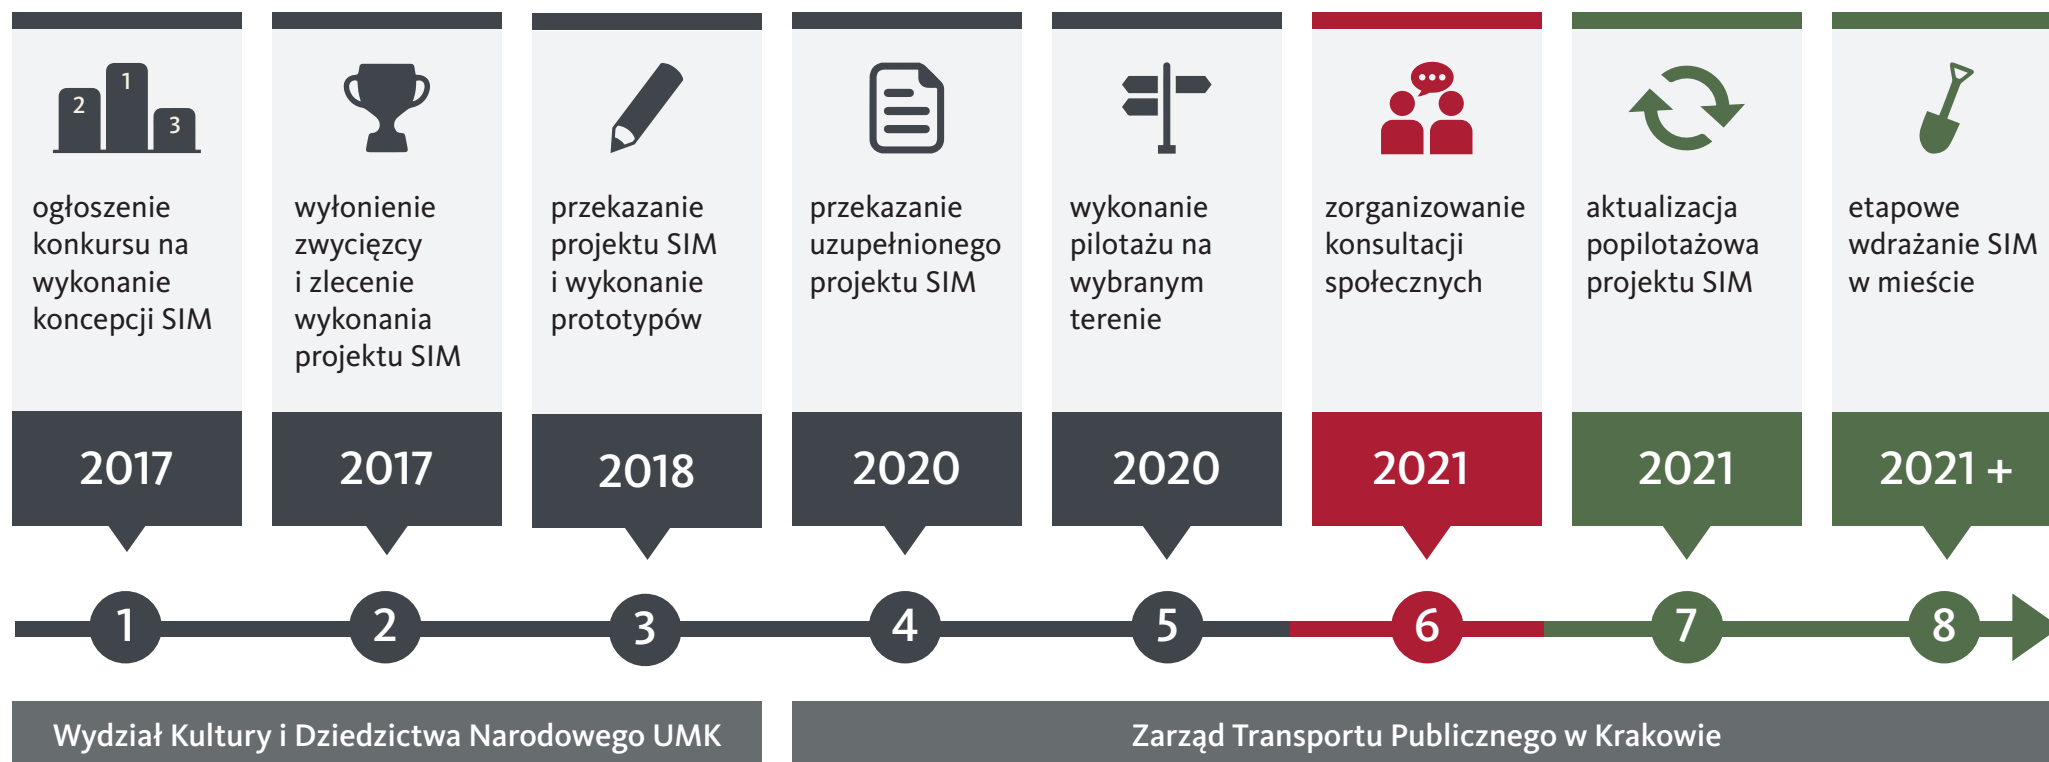 2
1
3
ogłoszenie
konkursu na
wykonanie
koncepcji SIM
2017
1
wyłonienie
zwycięzcy
i zlecenie
wykonania
projektu SIM
2017
2
przekazanie
projektu SIM
i wykonanie
prototypów
2018
3
przekazanie
uzupełnionego
projektu SIM
2020
4
wykonanie
pilotażu na
wybranym
terenie
2020
5
zorganizowanie
konsultacji
społecznych
2021
6
aktualizacja
popilotażowa
projektu SIM
2021
7
etapowe
wdrażanie SIM
w mieście
2021 +
8
Wydział Kultury i Dziedzictwa Narodowego UMK
Zarząd Transportu Publicznego w Krakowie